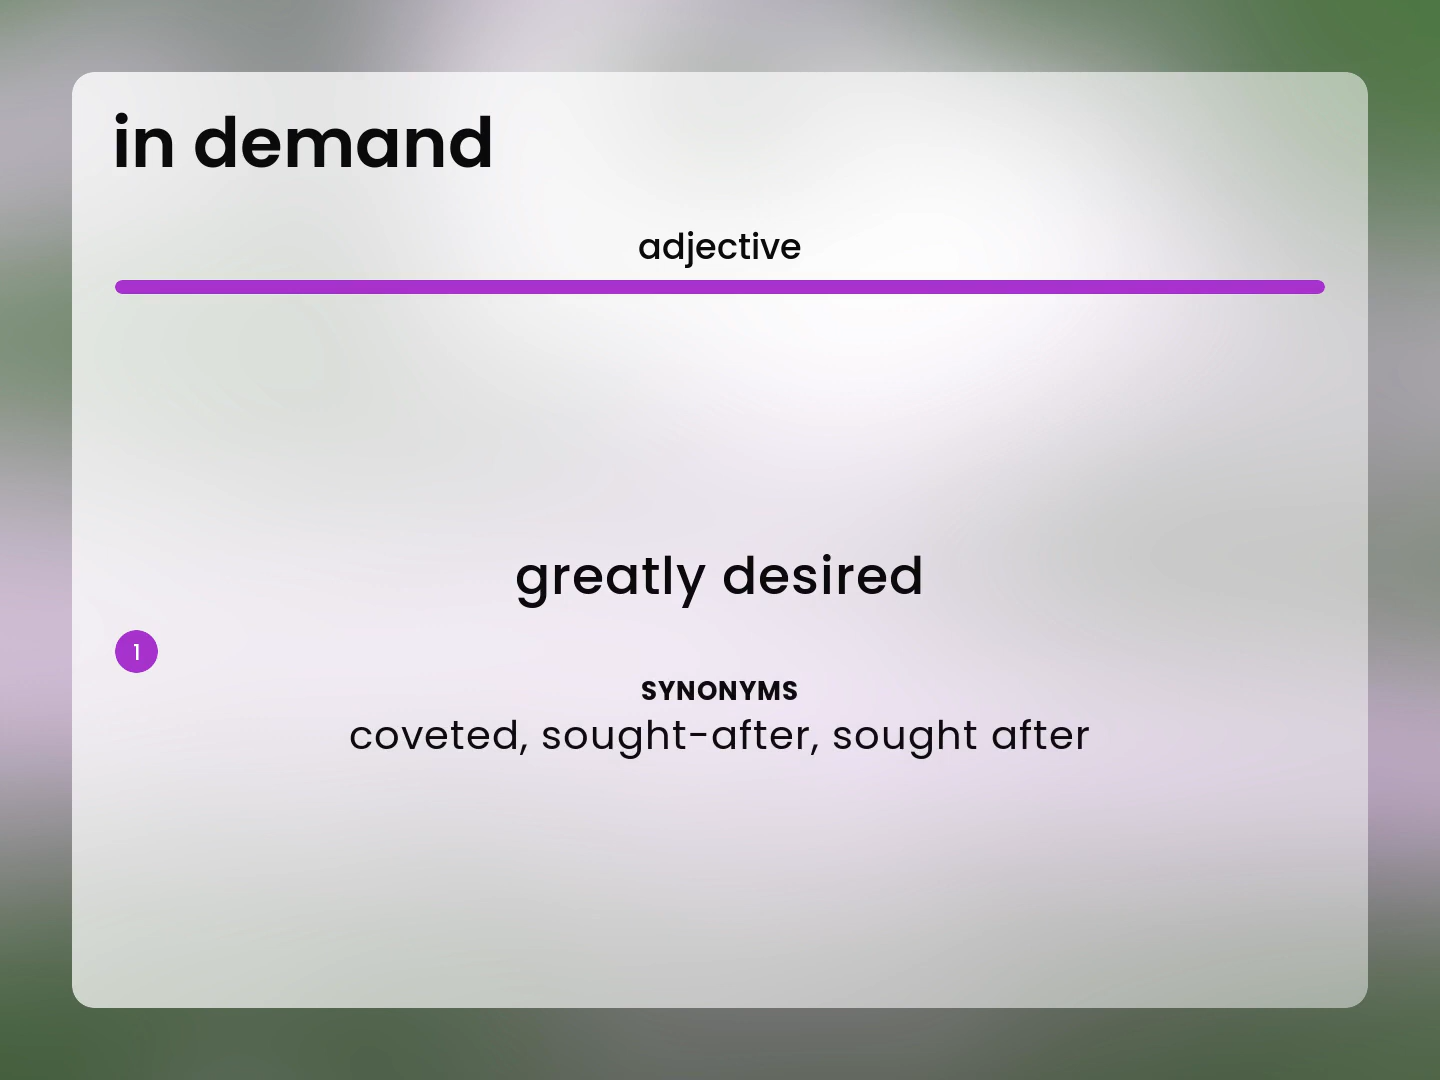 in demand
adjective
greatly desired
1
SYNONYMS
coveted, sought-after, sought after